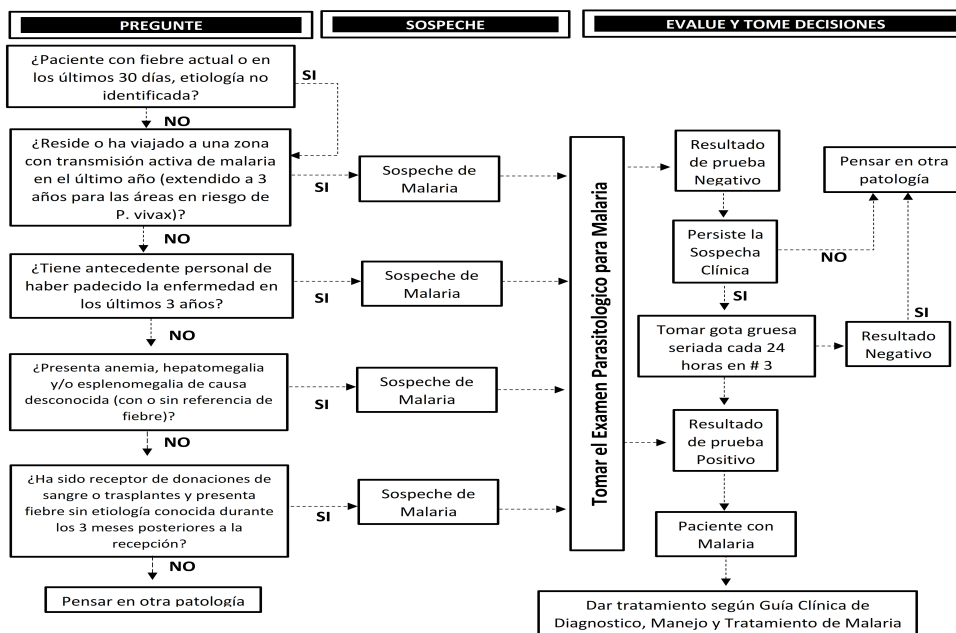 PREGUNTE
¿Paciente con fiebre actual o en
los últimos 30 días, etiología no
identificada?
SI
NO
¿Reside o ha viajado a una zona
con transmisión activa de malaria
en el último año (extendido a 3
años para las áreas en riesgo de
P. vivax)?
SI
NO
¿Tiene antecedente personal de
haber padecido la enfermedad en
los últimos 3 años?
SI
NO
¿Presenta anemia, hepatomegalia
y/o esplenomegalia de causa
desconocida (con o sin referencia de
fiebre)?
SI
NO
¿Ha sido receptor de donaciones de
sangre o trasplantes y presenta
fiebre sin etiología conocida durante
los 3 meses posteriores a la
recepción?
SI
NO
Pensar en otra patología
SOSPECHE
Sospeche de
Malaria
Sospeche de
Malaria
Sospeche de
Malaria
Sospeche de
Malaria
EVALUE Y TOME DECISIONES
Tomar el Examen Parasitologico para Malaria
Resultado
de prueba
Negativo
Pensar en otra
patología
Persiste la
Sospecha
Clínica
NO
SI
SI
Tomar gota gruesa
seriada cada 24
horas en # 3
Resultado
Negativo
Resultado
de prueba
Positivo
Paciente con
Malaria
Dar tratamiento según Guía Clínica de
Diagnostico, Manejo y Tratamiento de Malaria